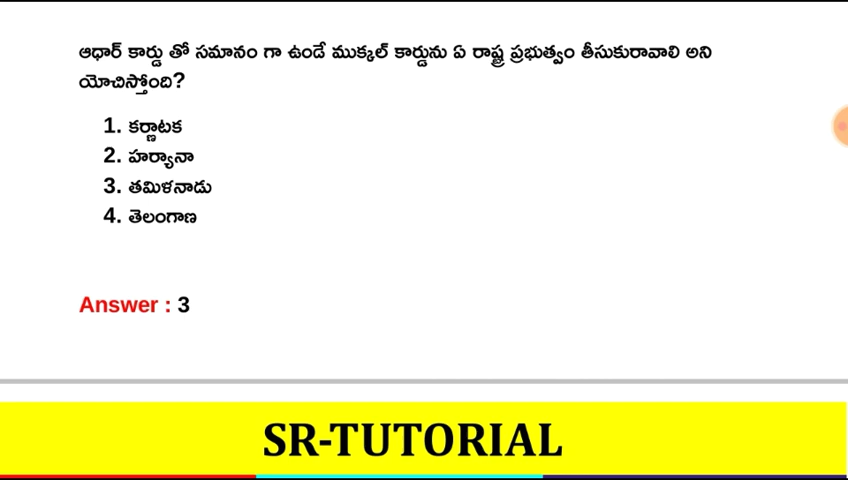 ఆధార్ కార్డు తో సమానం గా ఉండే ముక్కల్ కార్డును ఏ రాష్ట్ర ప్రభుత్వం తీసుకురావాలి అని
యోచిస్తోంది?
1. కర్ణాటక
2. హర్యానా
3. తమిళనాడు
4. తెలంగాణ
Answer : 3
SR-TUTORIAL